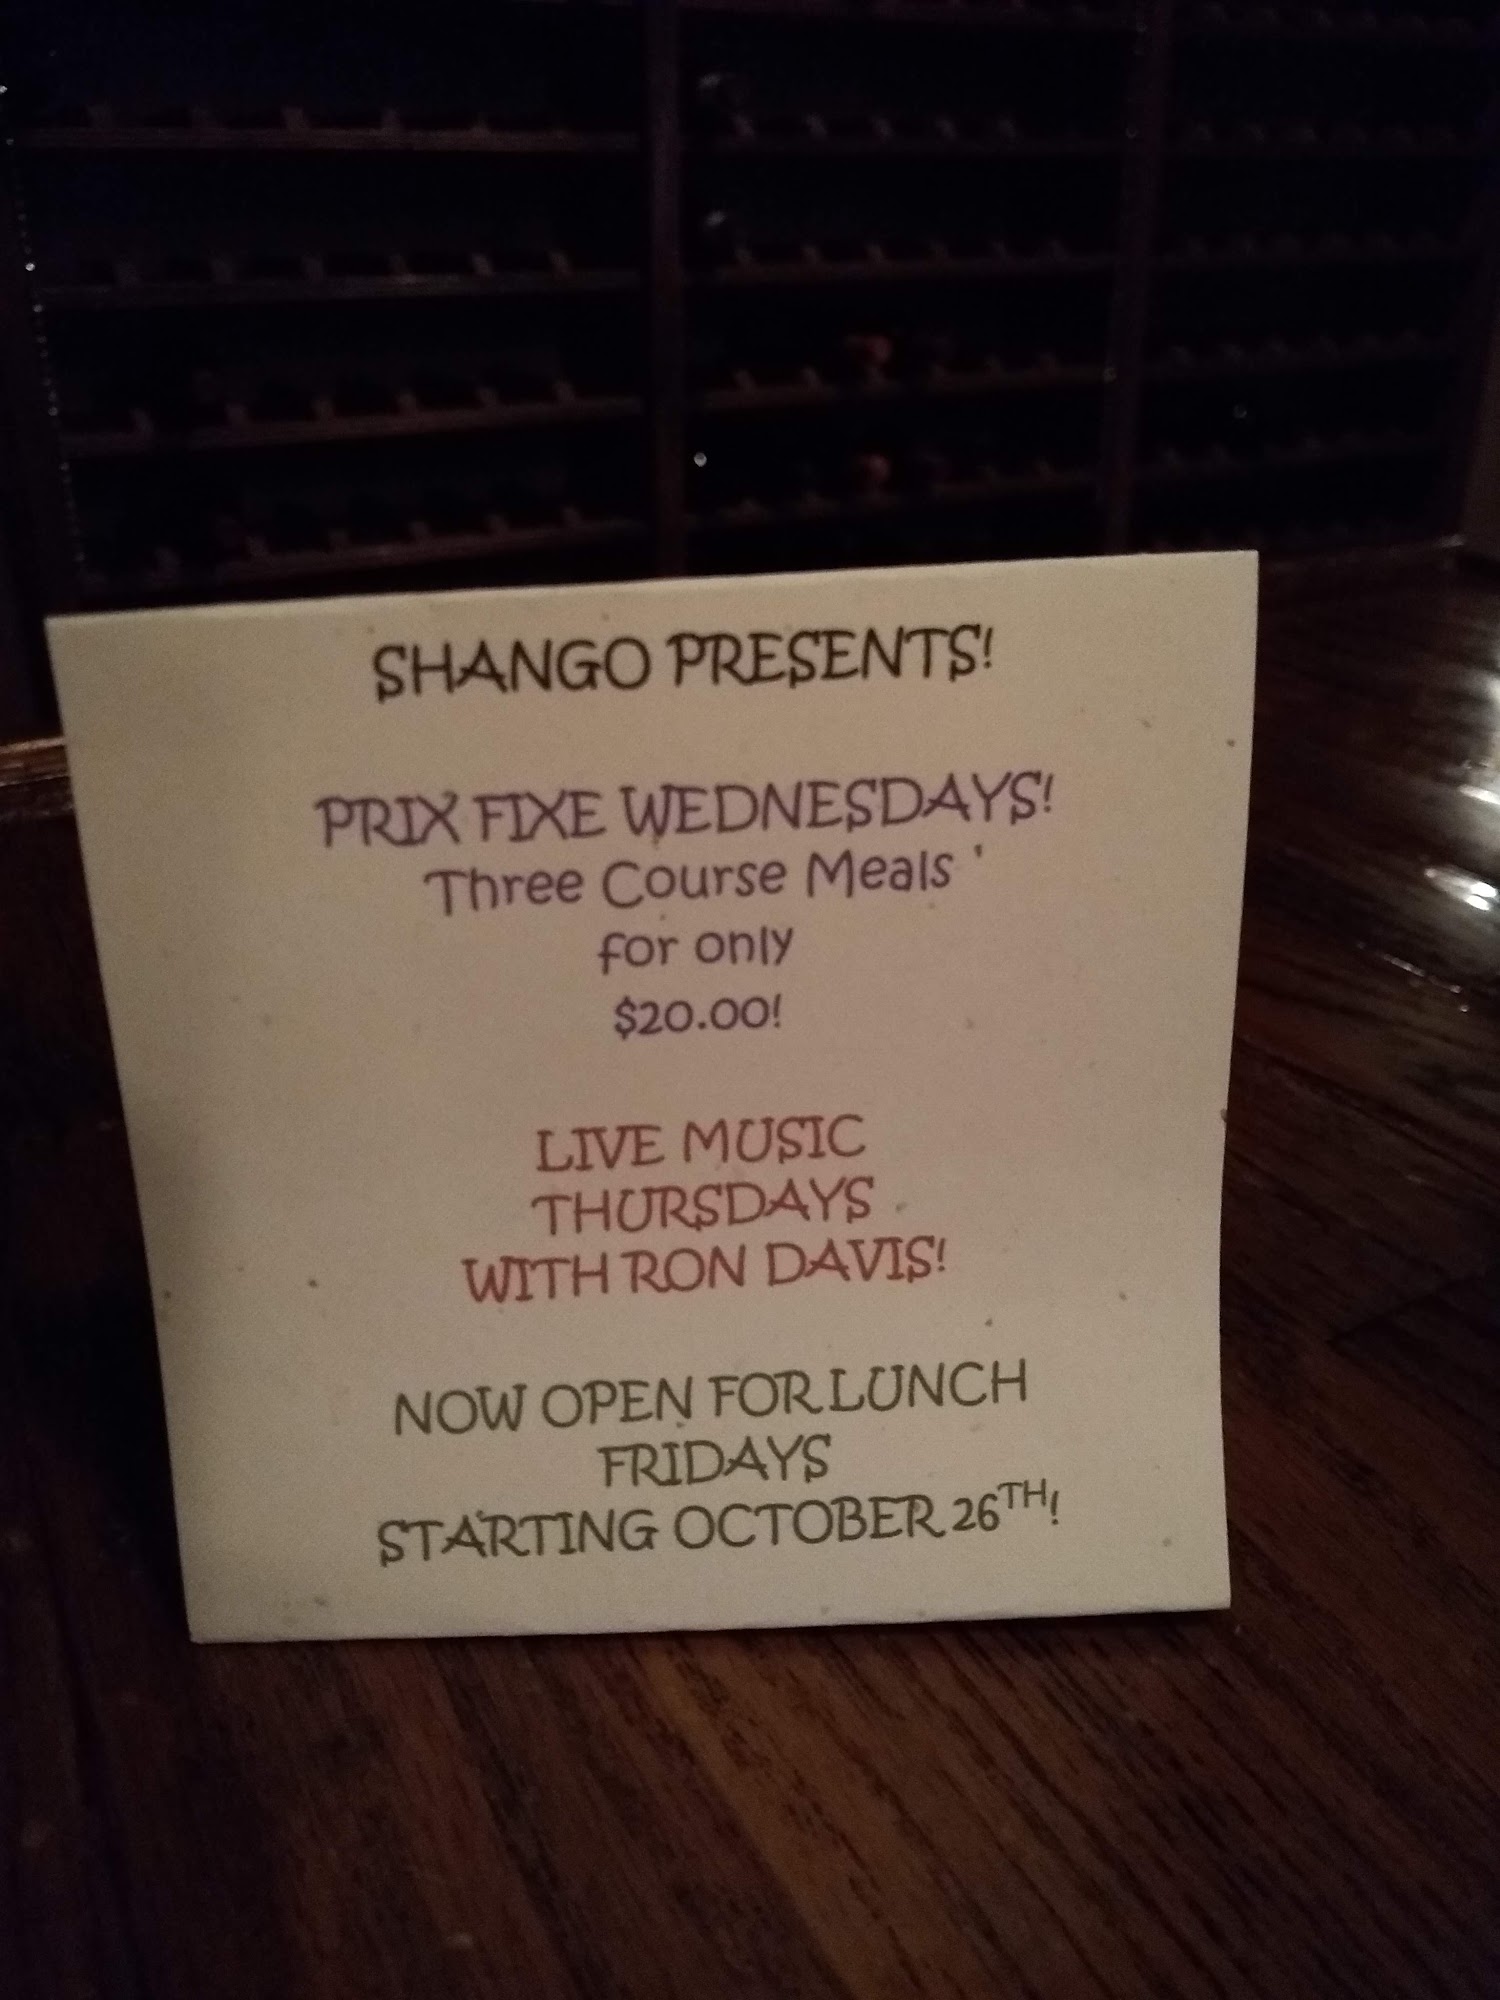 SHANGO PRESENTS!
PRIX FIXE WEDNESDAYS!
Three Course Meals '
for only
$20.00!
LIVE MUSIC
THURSDAYS
WITH RON DAVIS!
NOW OPEN FOR LUNCH
FRIDAYS
STARTING OCTOBER 26TH!